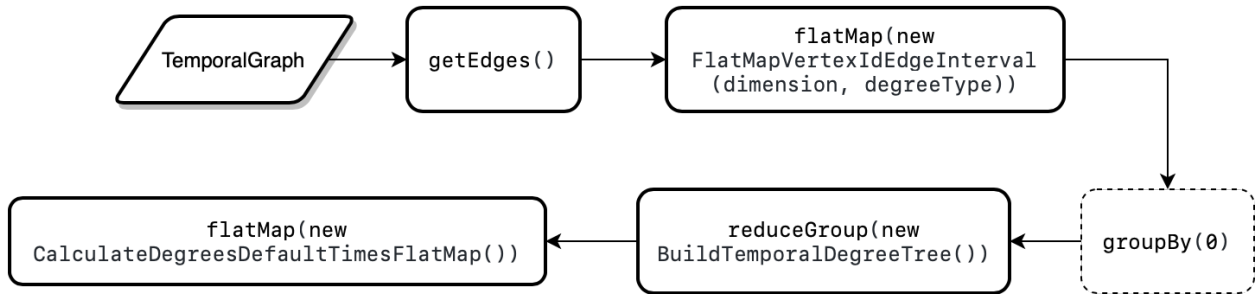 TemporalGraph
getEdges()
flatMap(new
FlatMapVertexIdEdgeInterval
(dimension, degreeType))
groupBy(0)
reduceGroup(new
BuildTemporalDegreeTree())
flatMap(new
CalculateDegreesDefaultTimesFlatMap())